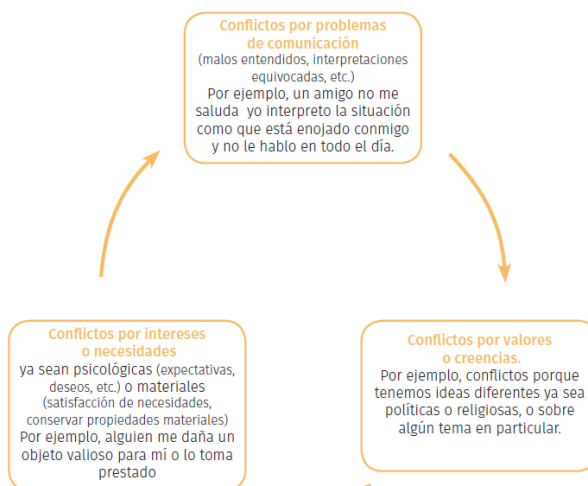 Conflictos por problemas
de comunicación
(malos entendidos, interpretaciones
equivocadas, etc.)
Por ejemplo, un amigo no me
saluda yo interpreto la situación
como que está enojado conmigo
y no le hablo en todo el día.
Conflictos por intereses
o necesidades
ya sean psicológicas (expectativas,
deseos, etc.) o materiales
(satisfacción de necesidades,
conservar propiedades materiales)
Por ejemplo, alguien me daña un
objeto valioso para mí o lo toma
prestado
Conflictos por valores
o creencias.
Por ejemplo, conflictos porque
tenemos ideas diferentes ya sea
políticas o religiosas, o sobre
algún tema en particular.